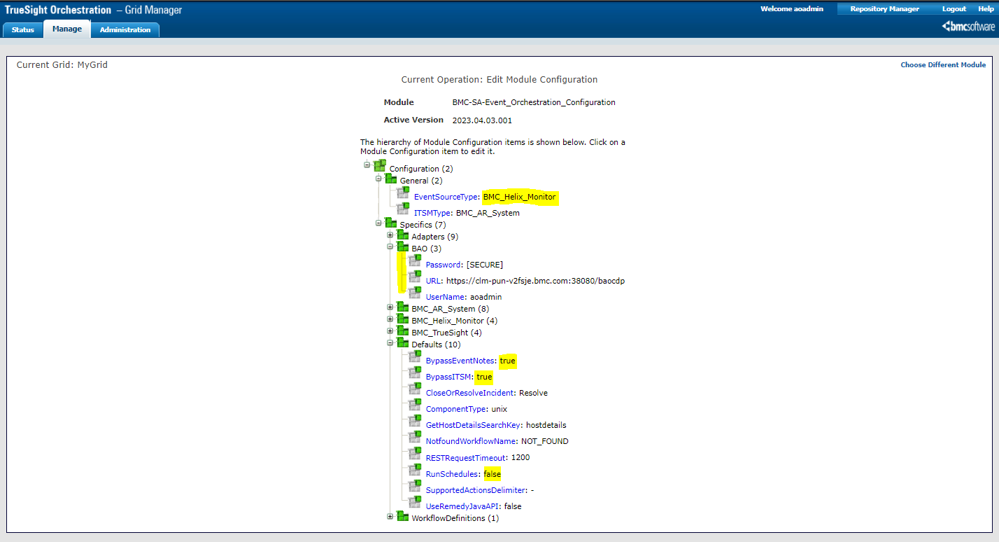 TrueSight Orchestration – Grid Manager
Welcome aoadmin
Repository Manager
Logout
Help
Status
Manage
Administration
bmcsoftware
Current Grid: MyGrid
Choose Different Module
Current Operation: Edit Module Configuration
Module BMC-SA-Event_Orchestration_Configuration
Active Version 2023.04.03.001
The hierarchy of Module Configuration items is shown below. Click on a
Module Configuration item to edit it.
Configuration (2)
General (2)
EventSourceType: BMC_Helix_Monitor
ITSMType: BMC_AR_System
Specifics (7)
Adapters (9)
BAO (3)
Password: [SECURE]
URL: https://clm-pun-v2fsje.bmc.com:38080/baocdp
UserName: aoadmin
BMC_AR_System (8)
BMC_Helix_Monitor (4)
BMC_TrueSight (4)
Defaults (10)
BypassEventNotes: true
BypassITSM: true
CloseOrResolveIncident: Resolve
ComponentType: unix
GetHostDetailsSearchKey: hostdetails
NotfoundWorkflowName: NOT_FOUND
RESTRequestTimeout: 1200
RunSchedules: false
SupportedActionsDelimiter: -
UseRemedyJavaAPI: false
WorkflowDefinitions (1)